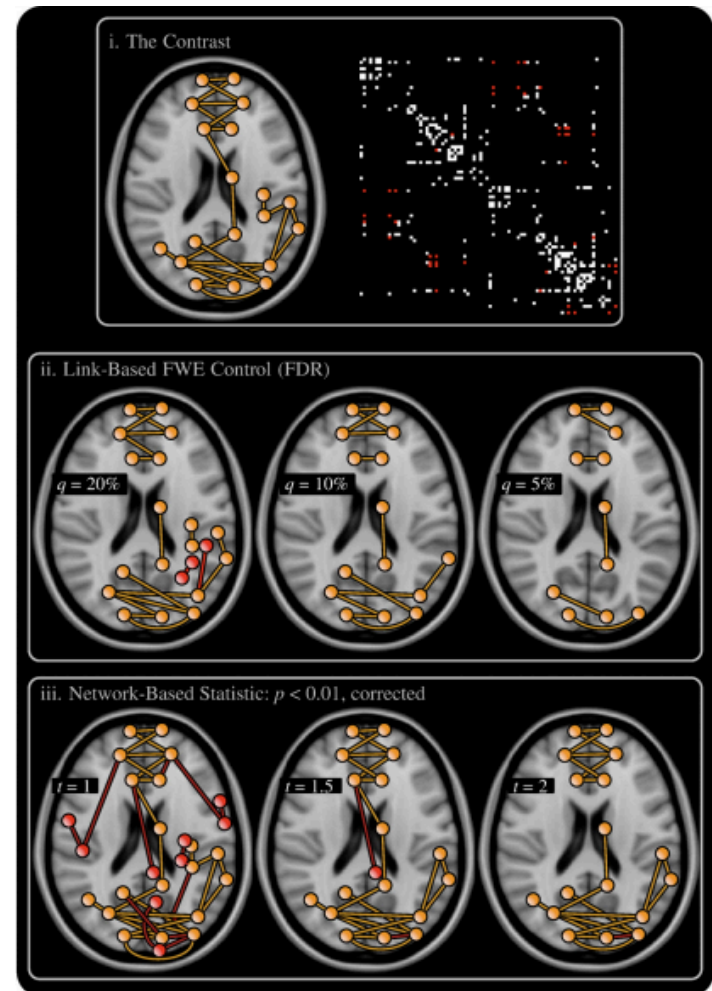 i. The Contrast
ii. Link-Based FWE Control (FDR)
q = 20%
q = 10%
q = 5%
iii. Network-Based Statistic: p < 0.01, corrected
t = 1
t = 1.5
t = 2